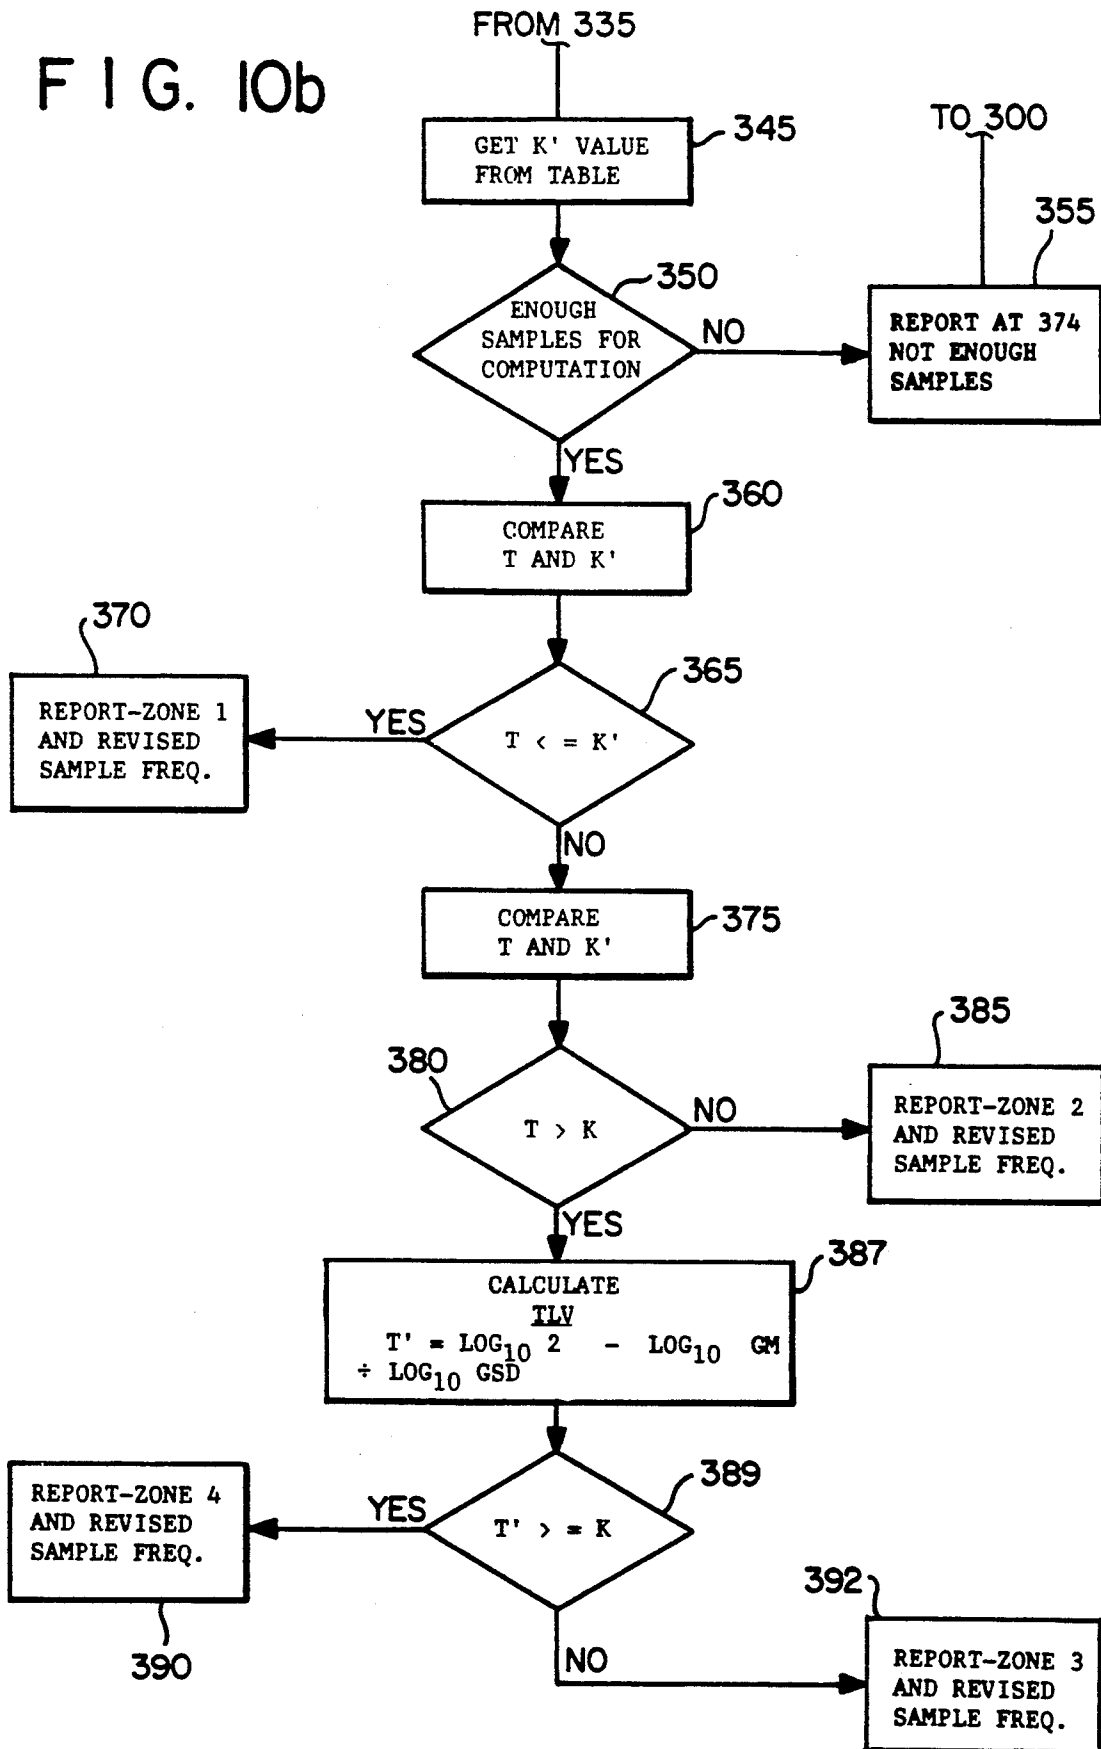 FROM 335
FIG. 10b
345
GET K' VALUE
FROM TABLE
TO 300
355
350
ENOUGH
SAMPLES FOR
COMPUTATION
NO
REPORT AT 374
NOT ENOUGH
SAMPLES
YES
360
COMPARE
T AND K'
370
365
REPORT-ZONE 1
AND REVISED
SAMPLE FREQ.
YES
T < = K'
NO
375
COMPARE
T AND K'
385
380
T > K
NO
REPORT-ZONE 2
AND REVISED
SAMPLE FREQ.
YES
387
CALCULATE
TLV
T' = LOG10 2 - LOG10 GM
÷ LOG10 GSD
389
REPORT-ZONE 4
AND REVISED
SAMPLE FREQ.
YES
T' > = K
390
392
NO
REPORT-ZONE 3
AND REVISED
SAMPLE FREQ.